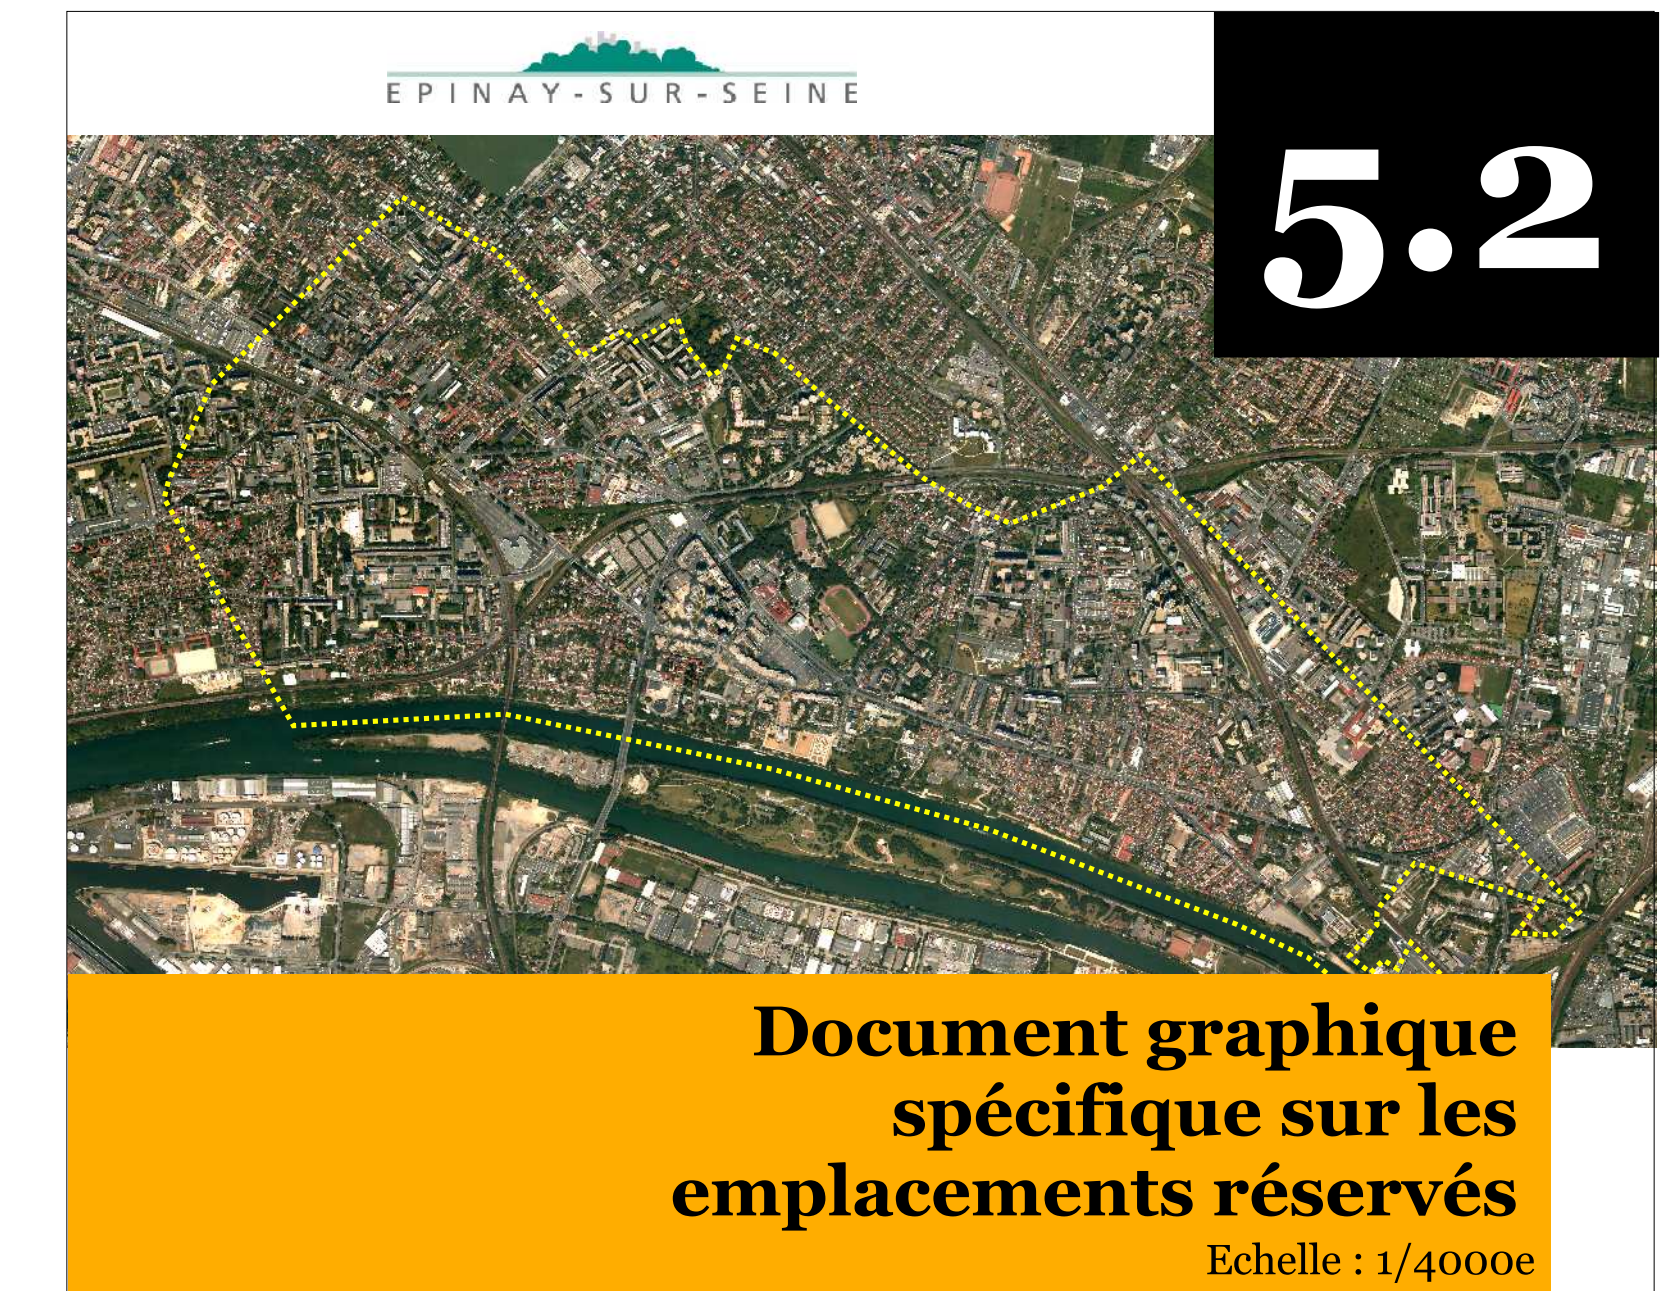 EPINAY-SUR-SEINE
5.2
Document graphique
spécifique sur les
emplacements réservés
Echelle : 1/4000e